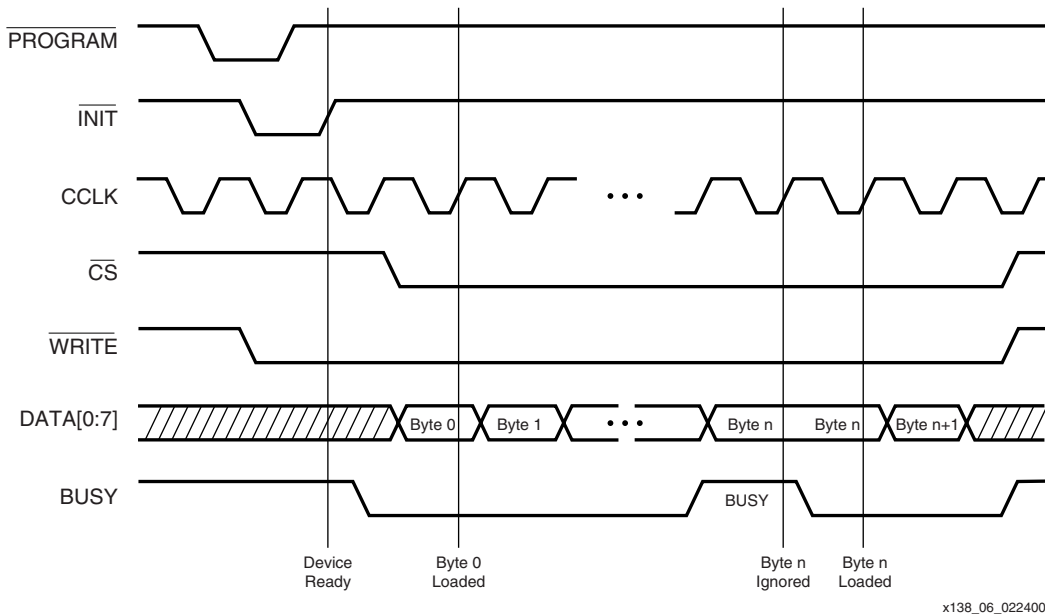 PROGRAM
INIT
CCLK
• • •
CS
WRITE
DATA[0:7]
Byte 0
Byte 1
• • •
Byte n
Byte n
Byte n+1
BUSY
BUSY
Device
Ready
Byte 0
Loaded
Byte n
Ignored
Byte n
Loaded
x138_06_022400